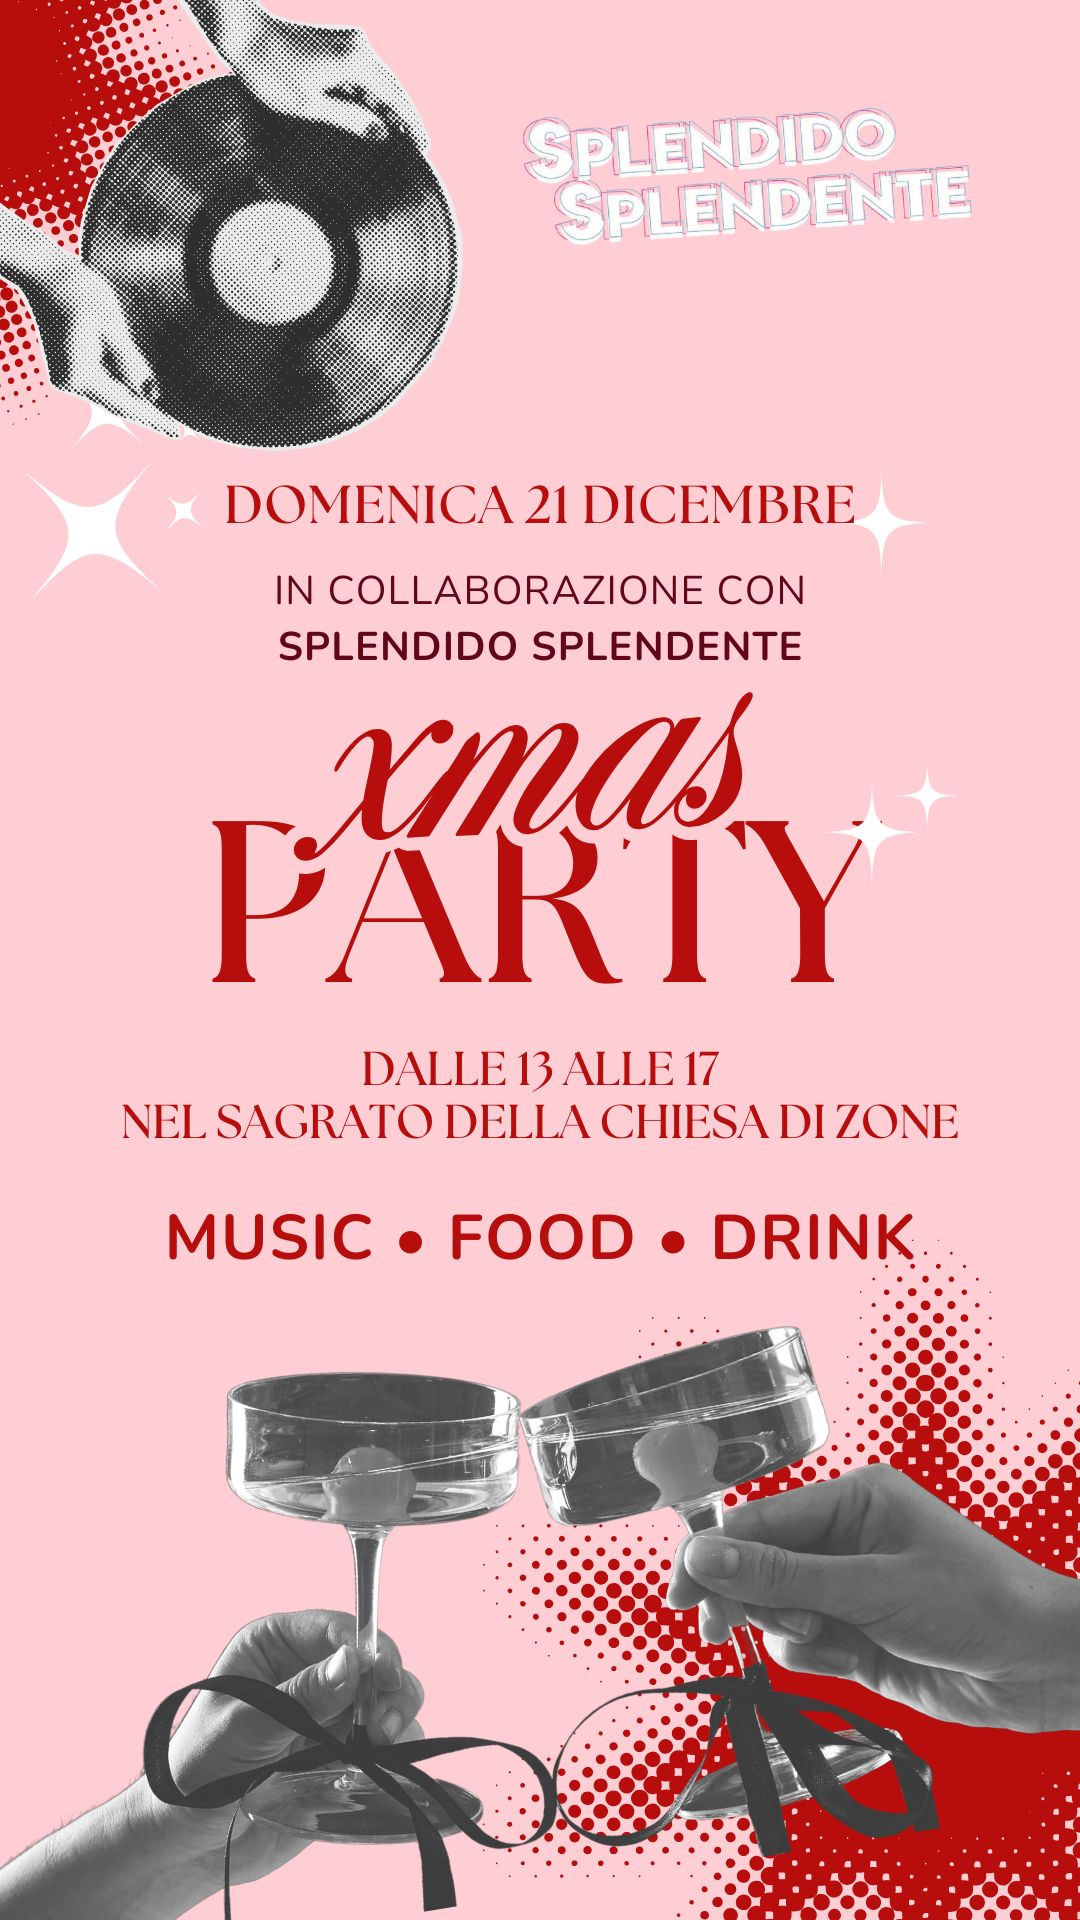 SPLENDIDO
SPLENDENTE
DOMENICA 21 DICEMBRE
IN COLLABORAZIONE CON
SPLENDIDO SPLENDENTE
xmas
PARTY
DALLE 13 ALLE 17
NEL SAGRATO DELLA CHIESA DI ZONE
MUSIC • FOOD • DRINK